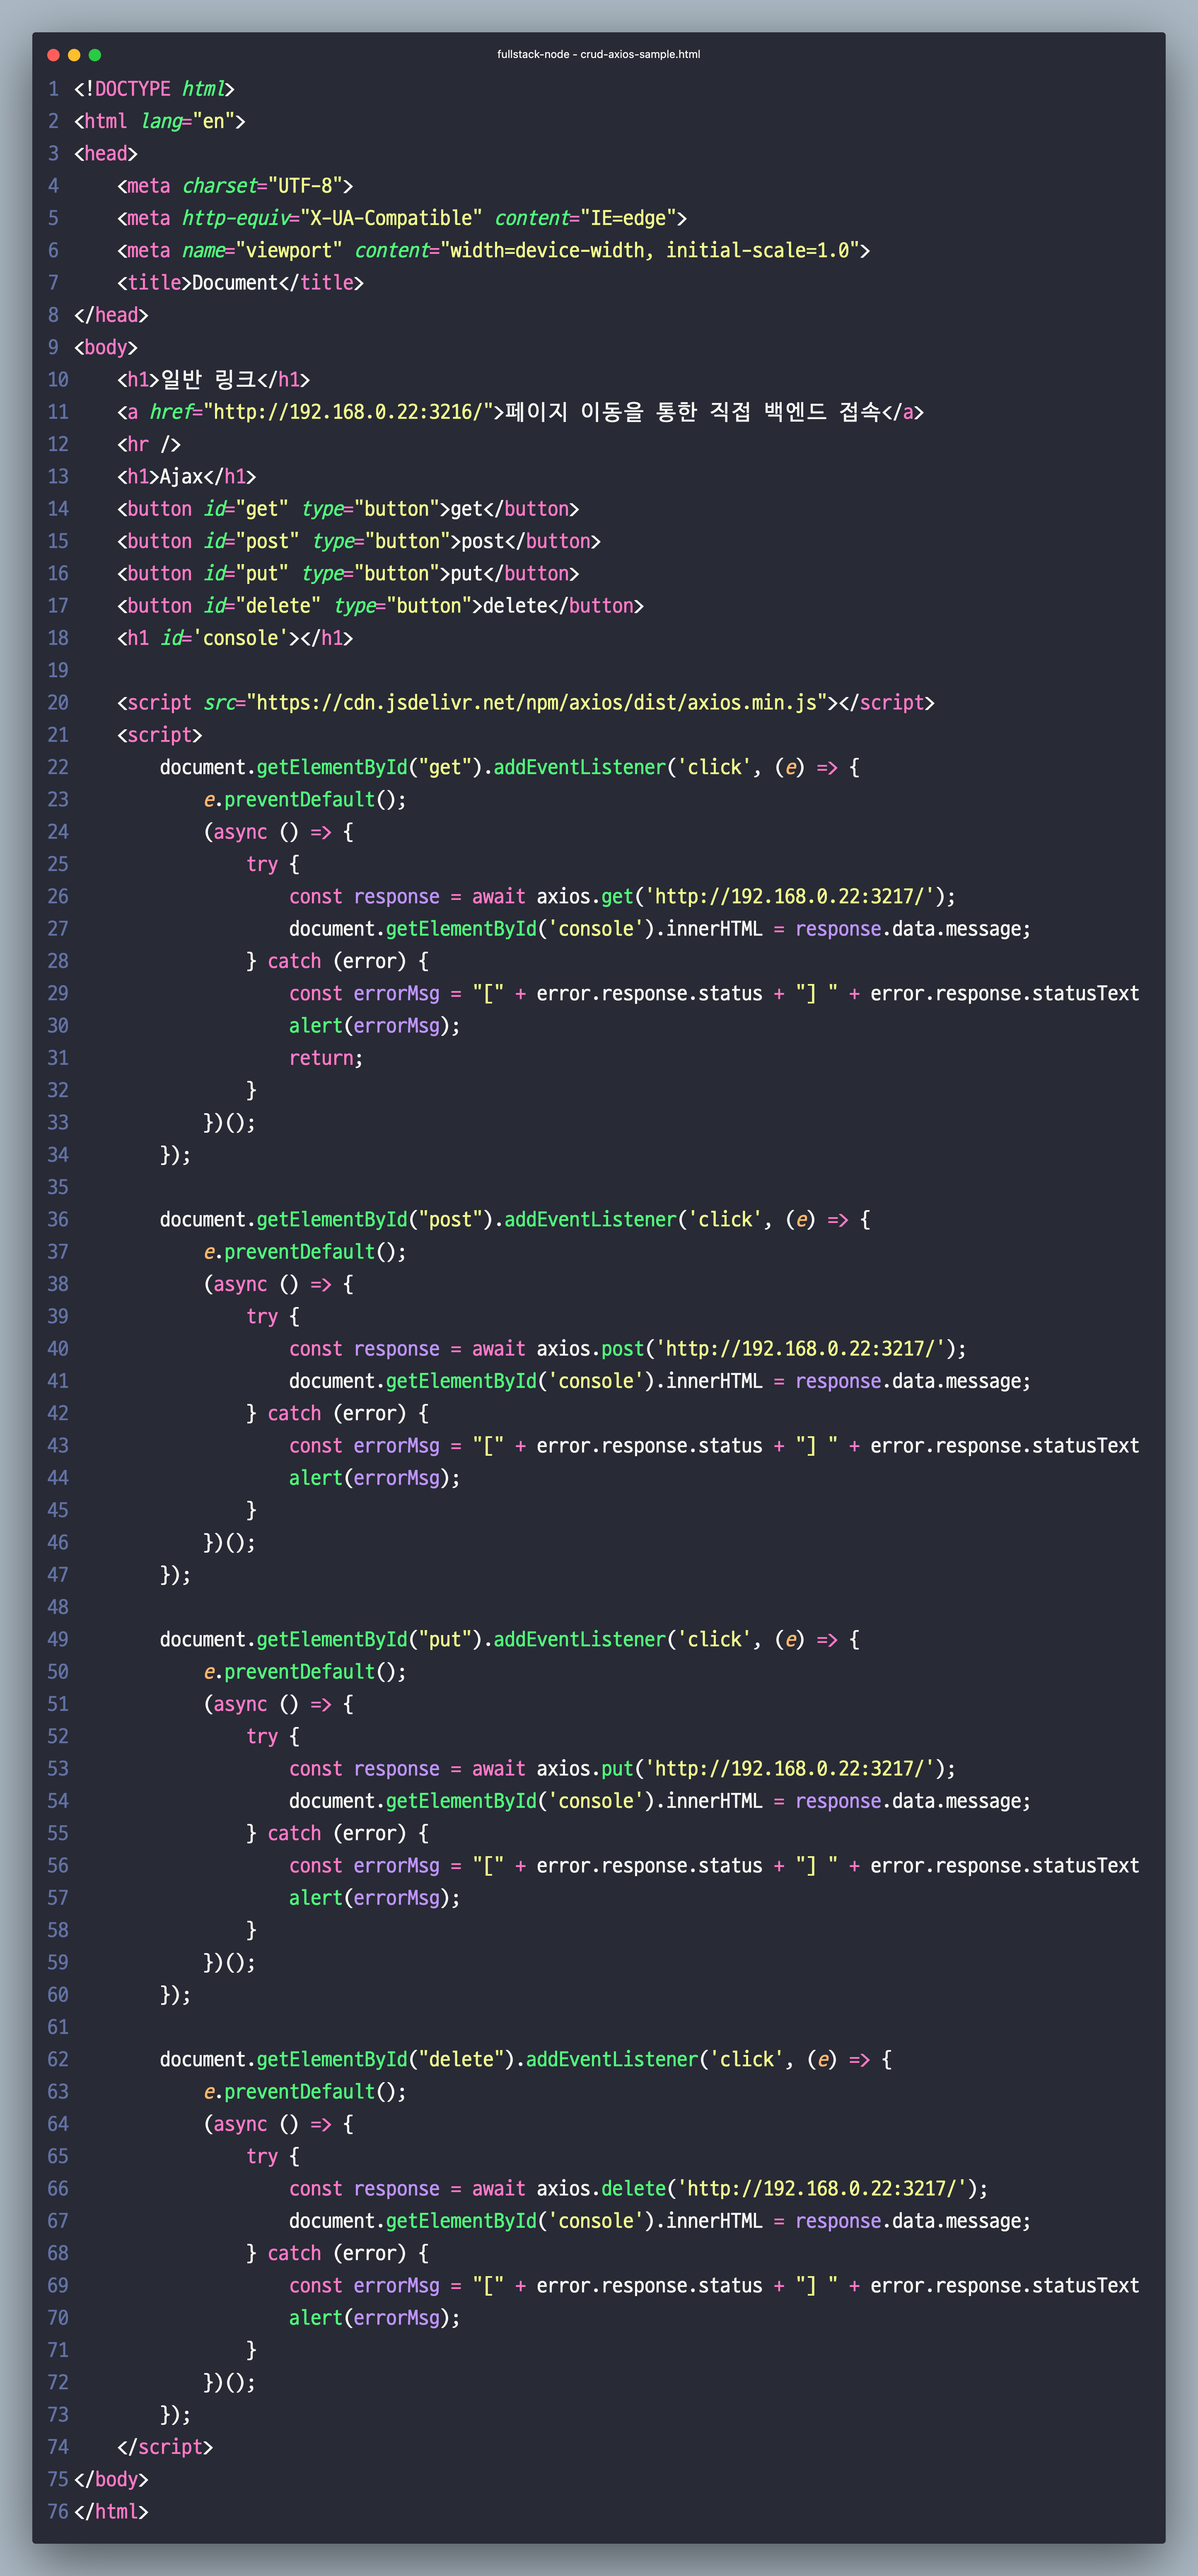 fullstack-node - crud-axios-sample.html
1 <!DOCTYPE html>
2 <html lang="en">
3 <head>
4     <meta charset="UTF-8">
5     <meta http-equiv="X-UA-Compatible" content="IE=edge">
6     <meta name="viewport" content="width=device-width, initial-scale=1.0">
7     <title>Document</title>
8 </head>
9 <body>
10     <h1>일반 링크</h1>
11     <a href="http://192.168.0.22:3216/">페이지 이동을 통한 직접 백엔드 접속</a>
12     <hr />
13     <h1>Ajax</h1>
14     <button id="get" type="button">get</button>
15     <button id="post" type="button">post</button>
16     <button id="put" type="button">put</button>
17     <button id="delete" type="button">delete</button>
18     <h1 id='console'></h1>
19
20     <script src="https://cdn.jsdelivr.net/npm/axios/dist/axios.min.js"></script>
21     <script>
22         document.getElementById("get").addEventListener('click', (e) => {
23             e.preventDefault();
24             (async () => {
25                 try {
26                     const response = await axios.get('http://192.168.0.22:3217/');
27                     document.getElementById('console').innerHTML = response.data.message;
28                 } catch (error) {
29                     const errorMsg = "[" + error.response.status + "] " + error.response.statusText
30                     alert(errorMsg);
31                     return;
32                 }
33             })();
34         });
35
36         document.getElementById("post").addEventListener('click', (e) => {
37             e.preventDefault();
38             (async () => {
39                 try {
40                     const response = await axios.post('http://192.168.0.22:3217/');
41                     document.getElementById('console').innerHTML = response.data.message;
42                 } catch (error) {
43                     const errorMsg = "[" + error.response.status + "] " + error.response.statusText
44                     alert(errorMsg);
45                 }
46             })();
47         });
48
49         document.getElementById("put").addEventListener('click', (e) => {
50             e.preventDefault();
51             (async () => {
52                 try {
53                     const response = await axios.put('http://192.168.0.22:3217/');
54                     document.getElementById('console').innerHTML = response.data.message;
55                 } catch (error) {
56                     const errorMsg = "[" + error.response.status + "] " + error.response.statusText
57                     alert(errorMsg);
58                 }
59             })();
60         });
61
62         document.getElementById("delete").addEventListener('click', (e) => {
63             e.preventDefault();
64             (async () => {
65                 try {
66                     const response = await axios.delete('http://192.168.0.22:3217/');
67                     document.getElementById('console').innerHTML = response.data.message;
68                 } catch (error) {
69                     const errorMsg = "[" + error.response.status + "] " + error.response.statusText
70                     alert(errorMsg);
71                 }
72             })();
73         });
74     </script>
75 </body>
76 </html>